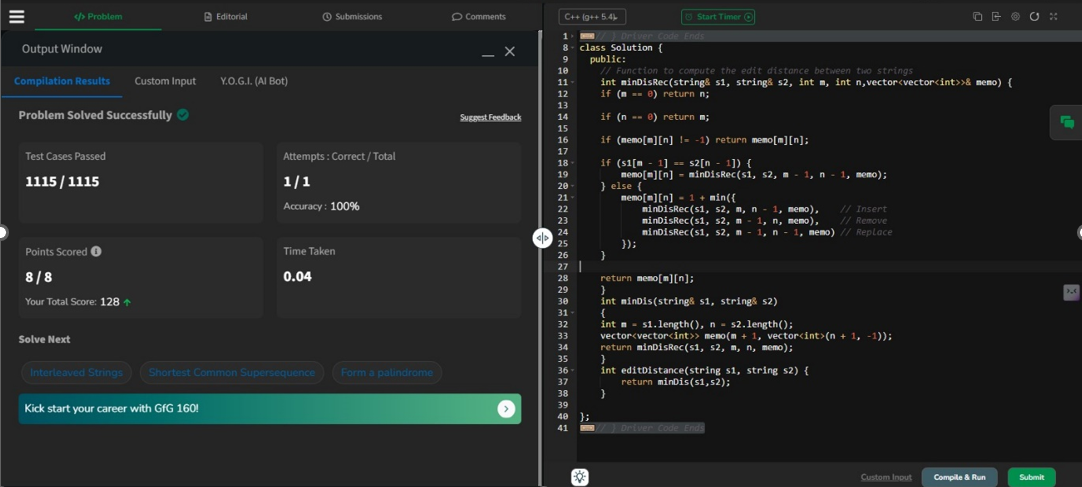 </> Problem
Editorial
Submissions
Comments
Output Window
Compilation Results
Custom Input
Y.O.G.I. (AI Bot)
Problem Solved Successfully
Suggest Feedback
Test Cases Passed
1115 / 1115
Attempts : Correct / Total
1 / 1
Accuracy : 100%
Points Scored
8 / 8
Your Total Score: 128
Time Taken
0.04
Solve Next
Interleaved Strings
Shortest Common Supersequence
Form a palindrome
Kick start your career with GfG 160!
C++ (g++ 5.4)
Start Timer
1 // } Driver Code Ends
8 class Solution {
9 public:
10 // Function to compute the edit distance between two strings
11 int minDisRec(string& s1, string& s2, int m, int n,vector<vector<int>>& memo) {
12 if (m == 0) return n;
13
14 if (n == 0) return m;
15
16 if (memo[m][n] != -1) return memo[m][n];
17
18 if (s1[m - 1] == s2[n - 1]) {
19 memo[m][n] = minDisRec(s1, s2, m - 1, n - 1, memo);
20 } else {
21 memo[m][n] = 1 + min({
22 minDisRec(s1, s2, m, n - 1, memo), // Insert
23 minDisRec(s1, s2, m - 1, n, memo), // Remove
24 minDisRec(s1, s2, m - 1, n - 1, memo) // Replace
25 });
26 }
27
28 return memo[m][n];
29 }
30 int minDis(string& s1, string& s2)
31 {
32 int m = s1.length(), n = s2.length();
33 vector<vector<int>> memo(m + 1, vector<int>(n + 1, -1));
34 return minDisRec(s1, s2, m, n, memo);
35 }
36 int editDistance(string s1, string s2) {
37 return minDis(s1,s2);
38 }
39
40 };
41 // } Driver Code Ends
Custom Input
Compile & Run
Submit